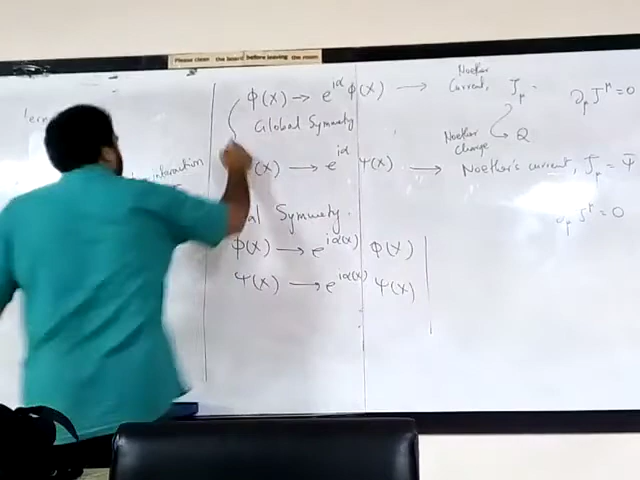 Please clean the board before leaving the room
interaction
ϕ(x) → e^{iα} ϕ(x) →
Noether
Current, J_μ =
∂_μ J^μ = 0
Global Symmetry
Noether
charge → Q
(x) → e^{iα} Ψ(x) → Noether's current, J_μ = Ψ̄
∂_μ J^μ = 0
al Symmetry.
ϕ(x) → e^{iα(x)} ϕ(x)
Ψ(x) → e^{iα(x)} Ψ(x)